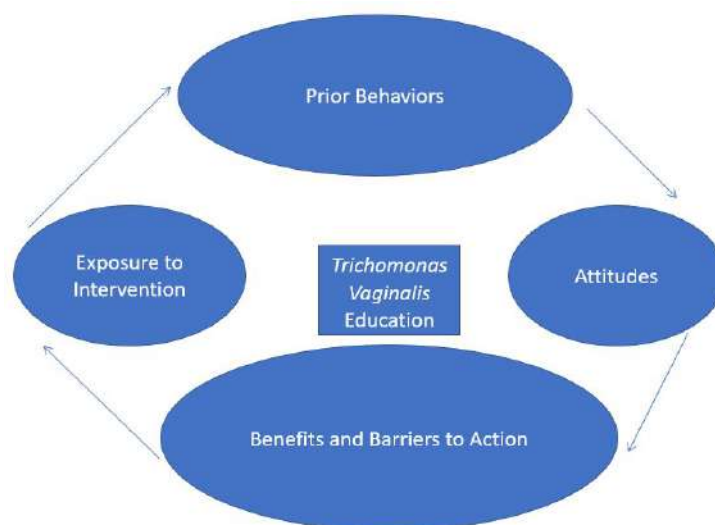 Prior Behaviors
Exposure to
Intervention
Trichomonas
Vaginalis
Education
Attitudes
Benefits and Barriers to Action